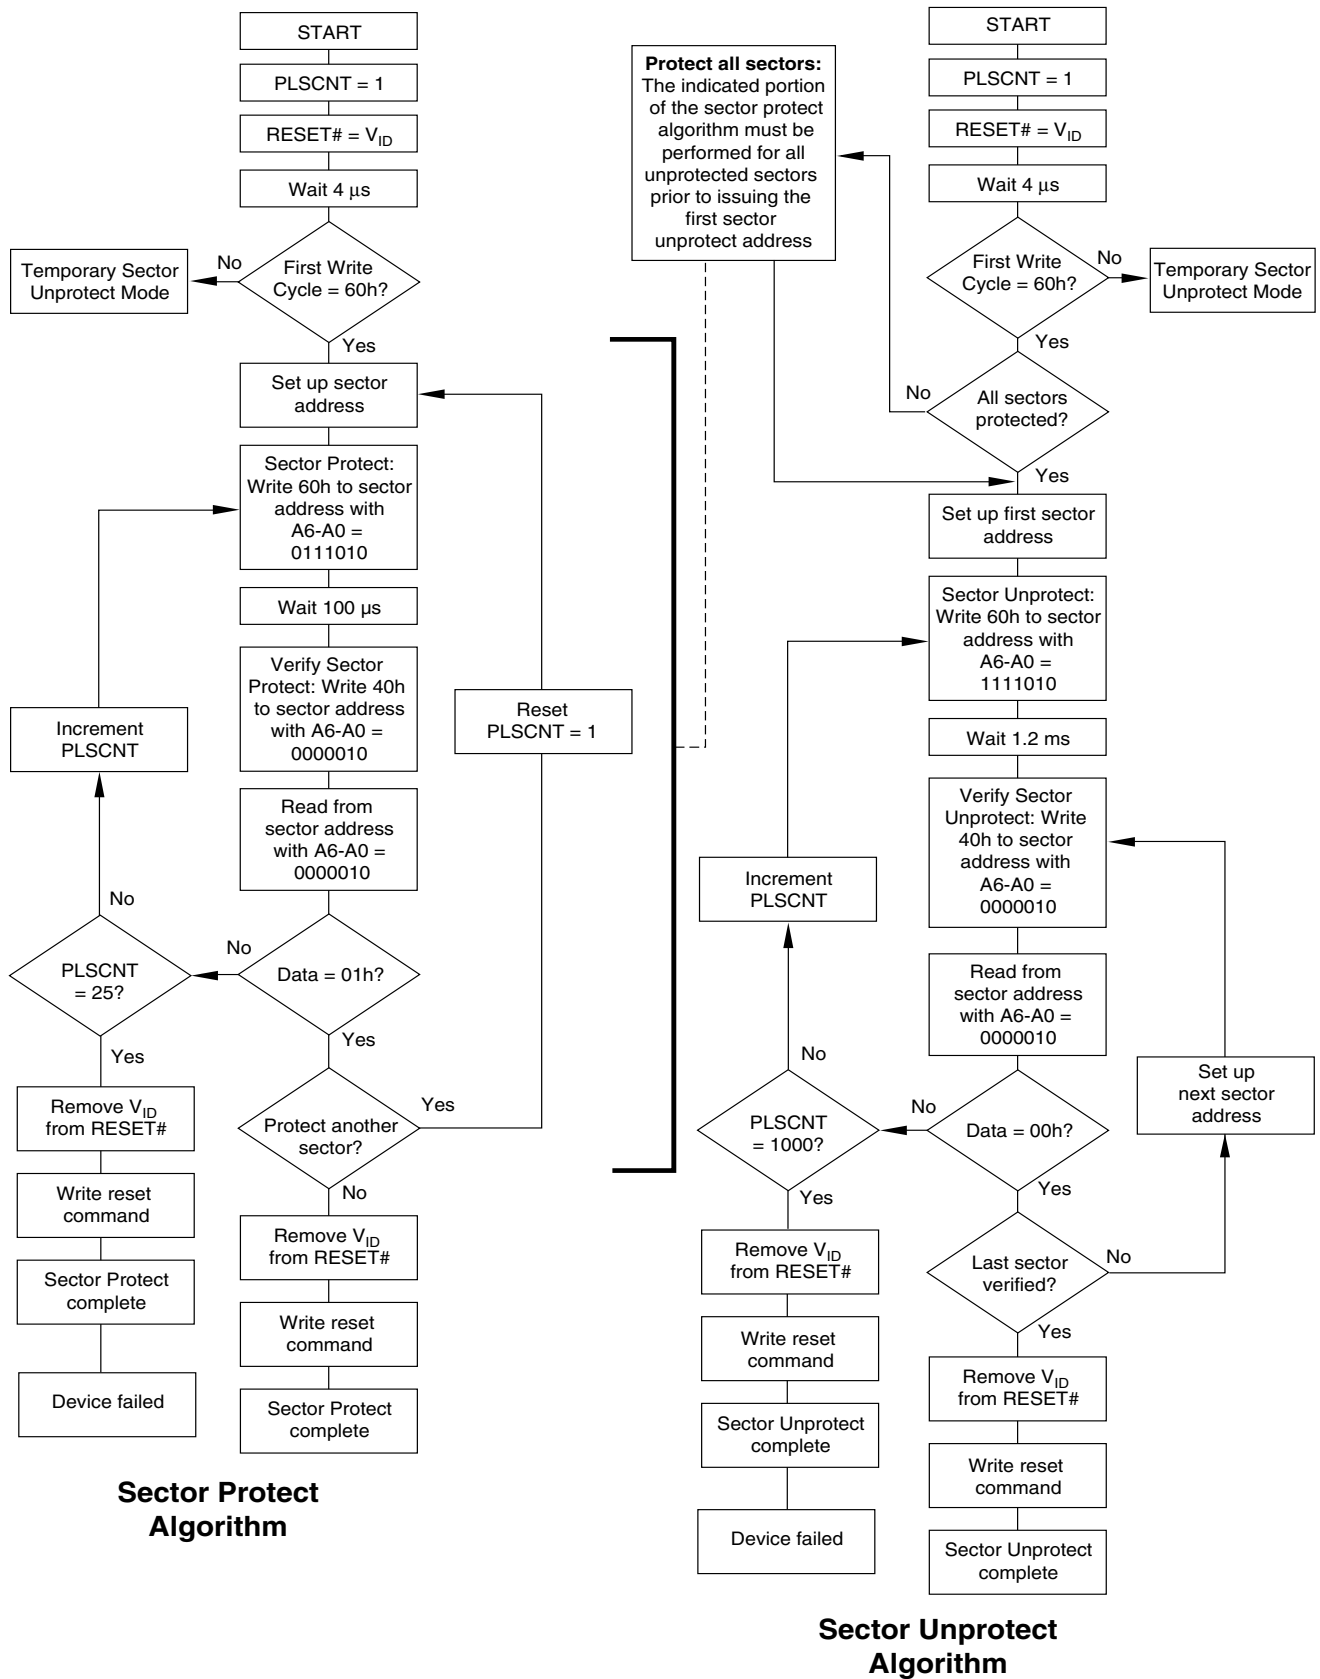 START
PLSCNT = 1
RESET# = VID
Wait 4 μs
First Write
Cycle = 60h?
No
Temporary Sector
Unprotect Mode
Yes
Set up sector
address
Sector Protect:
Write 60h to sector
address with
A6-A0 =
0111010
Wait 100 µs
Verify Sector
Protect: Write 40h
to sector address
with A6-A0 =
0000010
Reset
PLSCNT = 1
Increment
PLSCNT
Read from
sector address
with A6-A0 =
0000010
No
PLSCNT
= 25?
No
Data = 01h?
Yes
Yes
Remove VID
from RESET#
Write reset
command
Sector Protect
complete
Device failed
Protect another
sector?
Yes
No
Remove VID
from RESET#
Write reset
command
Sector Protect
complete
Sector Protect
Algorithm
Protect all sectors:
The indicated portion
of the sector protect
algorithm must be
performed for all
unprotected sectors
prior to issuing the
first sector
unprotect address
START
PLSCNT = 1
RESET# = VID
Wait 4 μs
First Write
Cycle = 60h?
No
Temporary Sector
Unprotect Mode
Yes
No
All sectors
protected?
Yes
Set up first sector
address
Sector Unprotect:
Write 60h to sector
address with
A6-A0 =
1111010
Wait 1.2 ms
Verify Sector
Unprotect: Write
40h to sector
address with
A6-A0 =
0000010
Increment
PLSCNT
Read from
sector address
with A6-A0 =
0000010
No
Set up
next sector
address
PLSCNT
= 1000?
No
Data = 00h?
Yes
Yes
Remove VID
from RESET#
Write reset
command
Sector Unprotect
complete
Device failed
Last sector
verified?
No
Yes
Remove VID
from RESET#
Write reset
command
Sector Unprotect
complete
Sector Unprotect
Algorithm